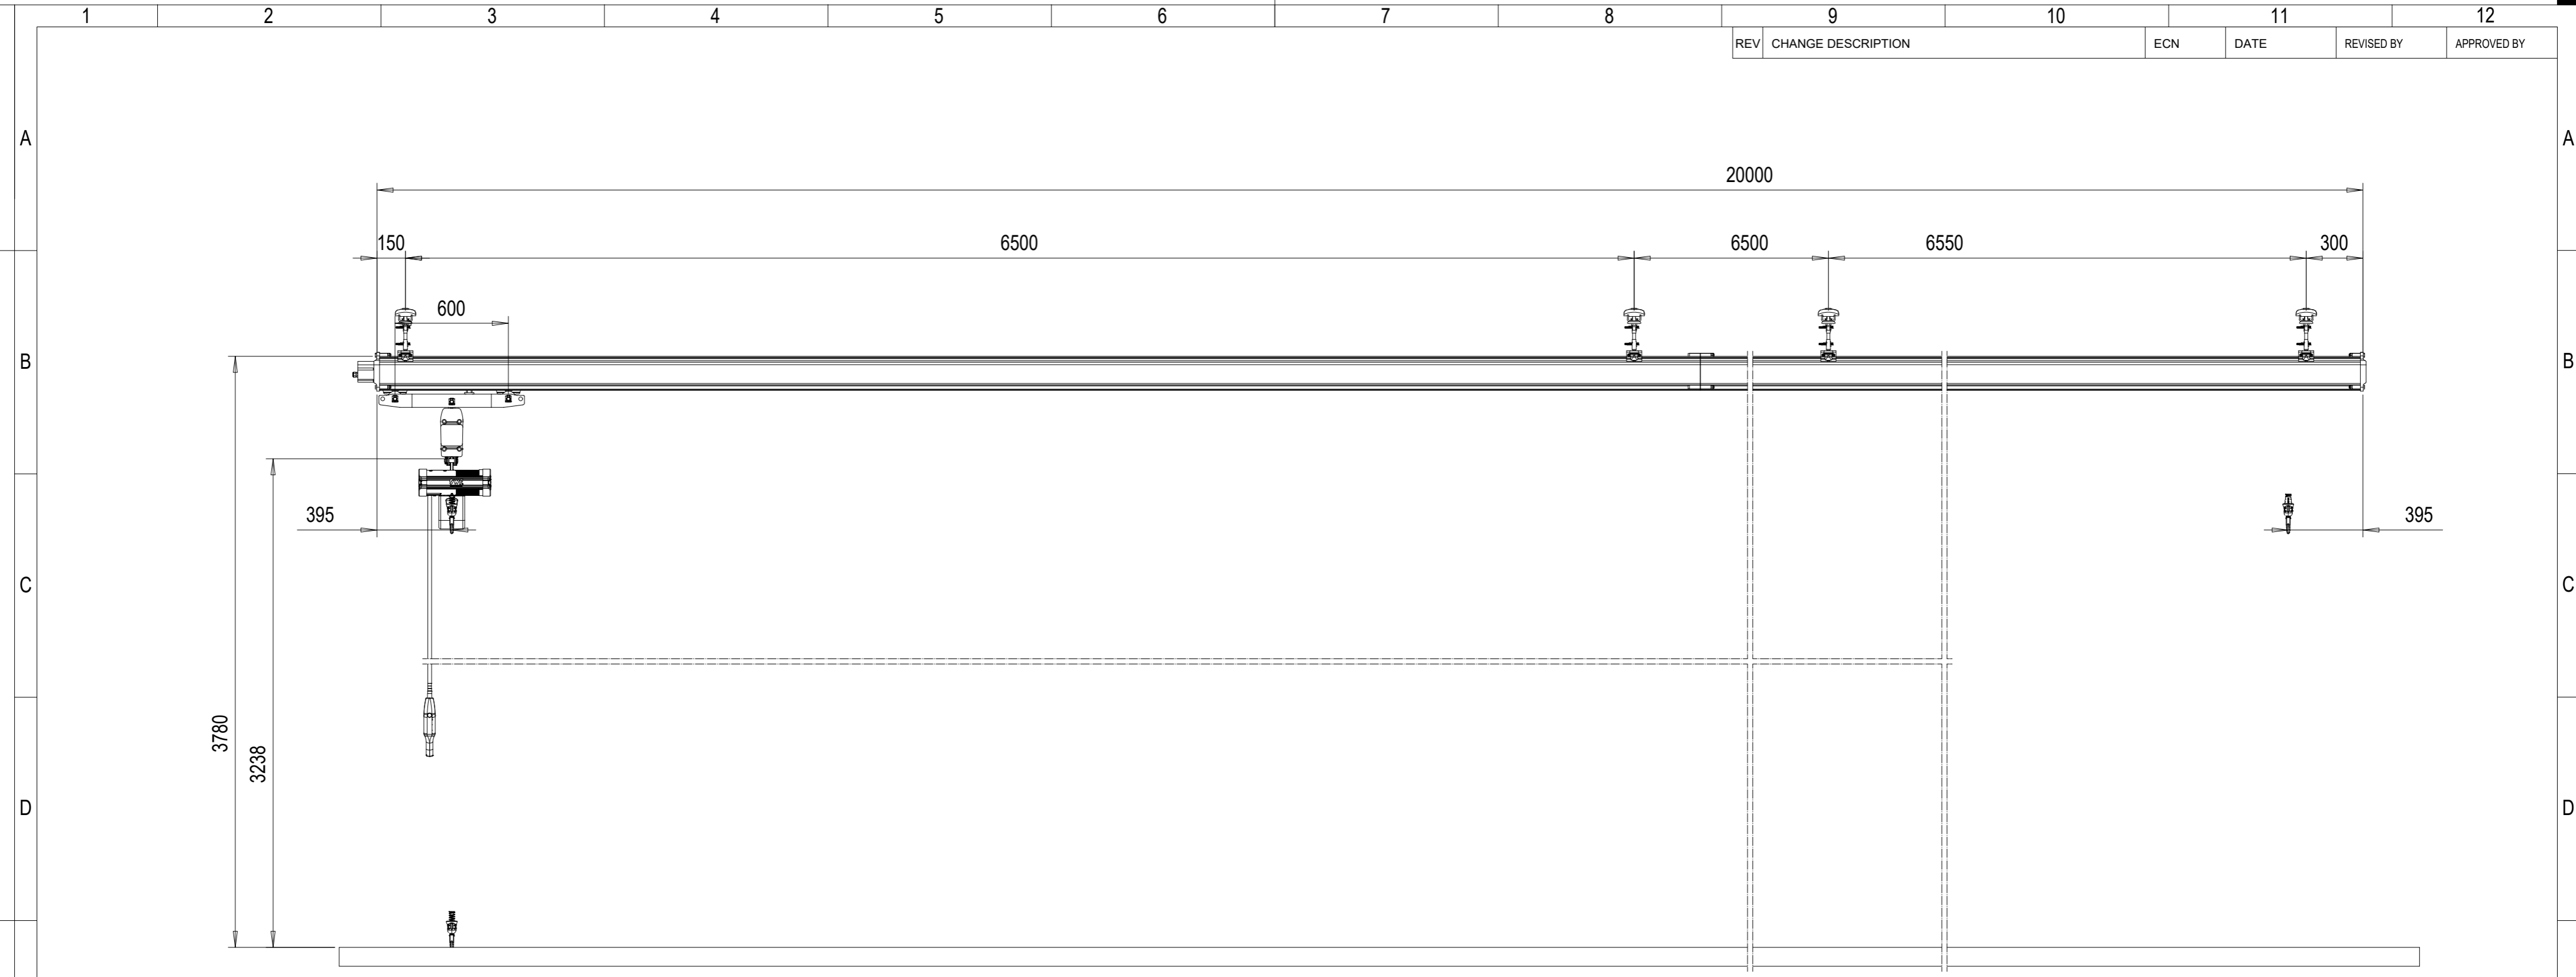 1 2 3 4 5 6 7 8 9 10 11 12
REV CHANGE DESCRIPTION ECN DATE REVISED BY APPROVED BY
A A
20000
150 6500 6500 6550 300
600
B B
395 395
C C
3780
3238
D D